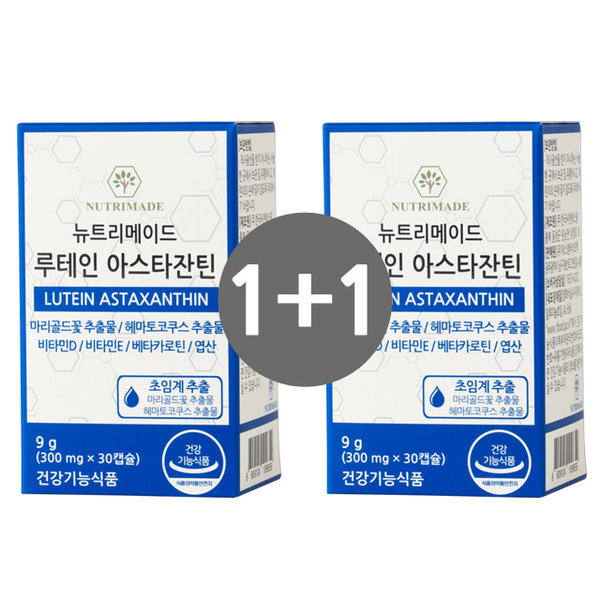 NUTRIMADE
뉴트리메이드
루테인 아스타잔틴
LUTEIN ASTAXANTHIN
마리골드꽃 추출물 / 헤마토코쿠스 추출물
비타민D / 비타민E / 베타카로틴 / 엽산
초임계 추출
마리골드꽃 추출물
헤마토코쿠스 추출물
9 g
(300 mg × 30캡슐)
건강기능식품
건강
기능식품
식품의약품안전처
1+1
NUTRIMADE
뉴트리메이드
인 아스타잔틴
N ASTAXANTHIN
추출물 / 헤마토코쿠스 추출물
/ 비타민E / 베타카로틴 / 엽산
초임계 추출
마리골드꽃 추출물
헤마토코쿠스 추출물
9 g
(300 mg × 30캡슐)
건강기능식품
건강
기능식품
식품의약품안전처